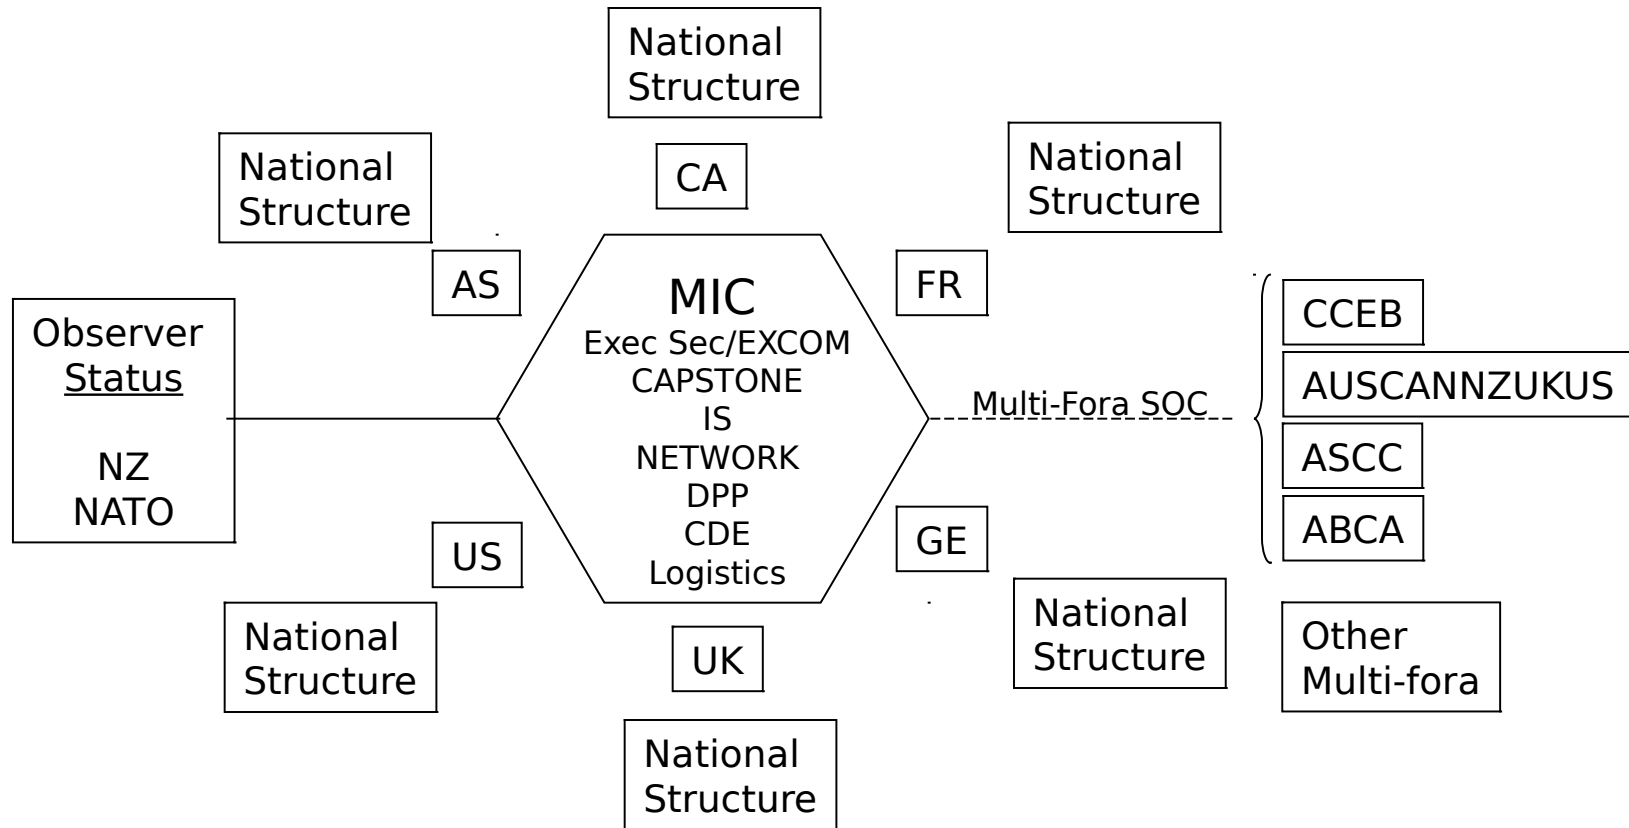 National
Structure
National
Structure
CA
National
Structure
AS
FR
Observer
Status
NZ
NATO
MIC
Exec Sec/EXCOM
CAPSTONE
IS
NETWORK
DPP
CDE
Logistics
Multi-Fora SOC
CCEB
AUSCANNZUKUS
ASCC
ABCA
US
GE
National
Structure
UK
National
Structure
Other
Multi-fora
National
Structure